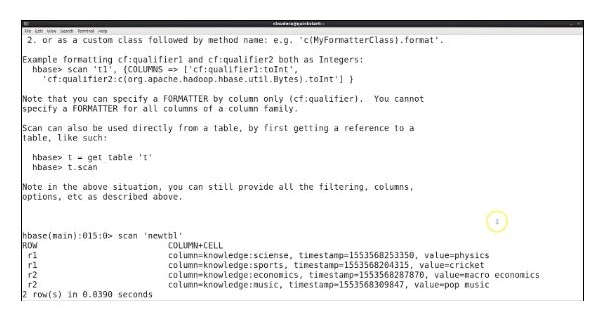 cloudera@quickstart:~
File Edit View Search Terminal Help
2. or as a custom class followed by method name: e.g. 'c(MyFormatterClass).format'.
Example formatting cf:qualifier1 and cf:qualifier2 both as Integers:
hbase> scan 't1', {COLUMNS => ['cf:qualifier1:toInt',
'cf:qualifier2:c(org.apache.hadoop.hbase.util.Bytes).toInt'] }
Note that you can specify a FORMATTER by column only (cf:qualifier). You cannot
specify a FORMATTER for all columns of a column family.
Scan can also be used directly from a table, by first getting a reference to a
table, like such:
hbase> t = get table 't'
hbase> t.scan
Note in the above situation, you can still provide all the filtering, columns,
options, etc as described above.
hbase(main):015:0> scan 'newtbl'
ROW COLUMN+CELL
r1 column=knowledge:sciense, timestamp=1553568253350, value=physics
r1 column=knowledge:sports, timestamp=1553568204315, value=cricket
r2 column=knowledge:economics, timestamp=1553568287870, value=macro economics
r2 column=knowledge:music, timestamp=1553568309847, value=pop music
2 row(s) in 0.0390 seconds